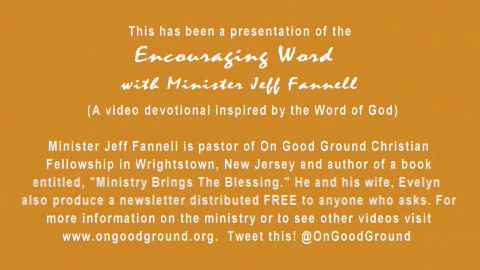 This has been a presentation of the
Encouraging Word
with Minister Jeff Fannell
(A video devotional inspired by the Word of God)
Minister Jeff Fannell is pastor of On Good Ground Christian
Fellowship in Wrightstown, New Jersey and author of a book
entitled, "Ministry Brings The Blessing." He and his wife, Evelyn
also produce a newsletter distributed FREE to anyone who asks. For
more information on the ministry or to see other videos visit
www.ongoodground.org. Tweet this! @OnGoodGround